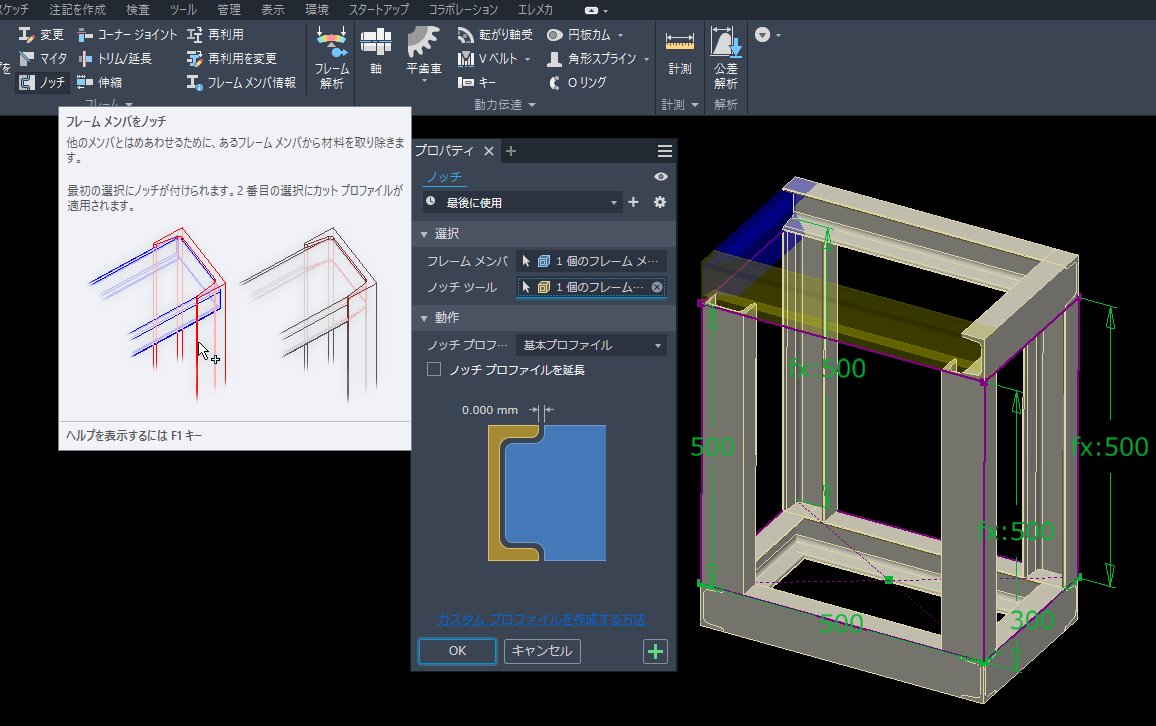 スケッチ 注記を作成 検査 ツール 管理 表示 環境 スタートアップ コラボレーション エレメカ
変更 コーナー ジョイント 再利用 転がり軸受 円板カム
を マイタ トリム/延長 再利用を変更 V ベルト 角形スプライン
ノッチ 伸縮 フレーム メンバ情報 キー O リング
フレーム 解析 軸 平歯車 計測 公差 解析
フレーム 動力伝達 計測 解析
フレーム メンバをノッチ
他のメンバとはめあわせるために、あるフレーム メンバから材料を取り除きま
す。
最初の選択にノッチが付けられます。2 番目の選択にカット プロファイルが
適用されます。
ヘルプを表示するには F1 キー
プロパティ × +
ノッチ
最後に使用
選択
フレーム メンバ 1 個のフレーム メ…
ノッチ ツール 1 個のフレーム…
動作
ノッチ プロフ… 基本プロファイル
ノッチ プロファイルを延長
0.000 mm
カスタム プロファイルを作成する方法
OK キャンセル
fx:500
500
fx:500
fx:500
500
300